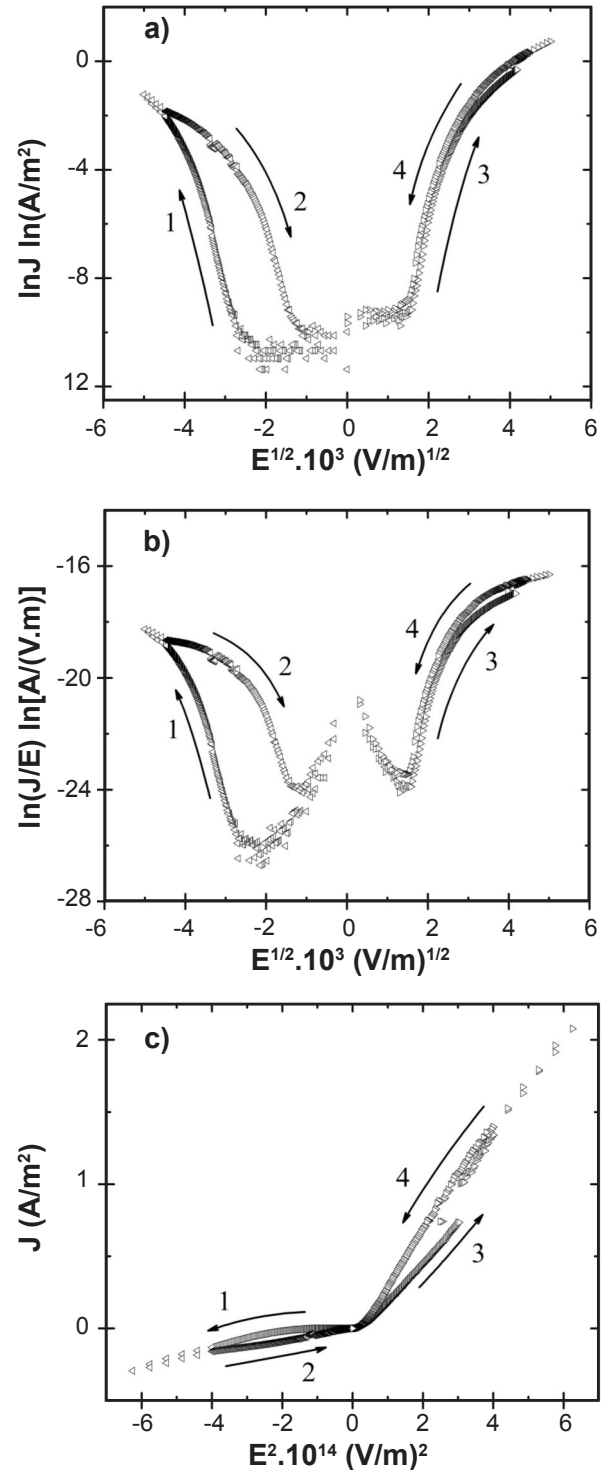 a)
0
-4
-8
12
lnJ ln(A/m²)
1
2
4
3
-6 -4 -2 0 2 4 6
E^1/2.10³ (V/m)^1/2
b)
-16
-20
-24
-28
ln(J/E) ln[A/(V.m)]
1
2
4
3
-6 -4 -2 0 2 4 6
E^1/2.10³ (V/m)^1/2
c)
2
1
0
J (A/m²)
1
2
4
3
-6 -4 -2 0 2 4 6
E².10¹⁴ (V/m)²